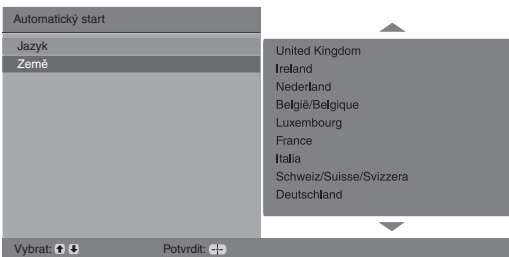 Automatický start
Jazyk
Země
United Kingdom
Ireland
Nederland
België/Belgique
Luxembourg
France
Italia
Schweiz/Suisse/Svizzera
Deutschland
Vybrat: Potvrdit: